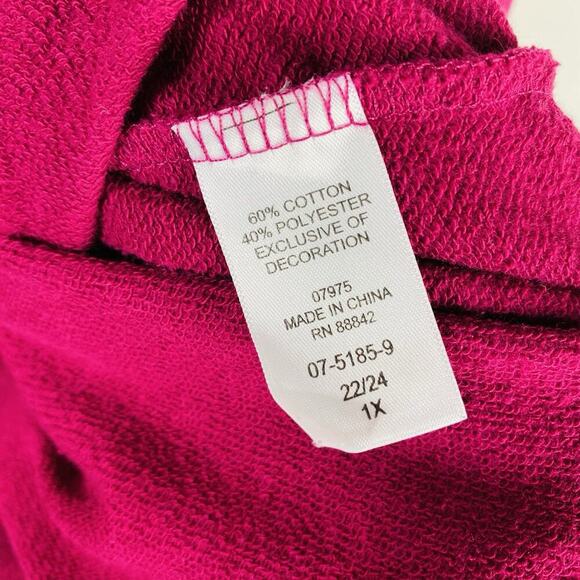 60% COTTON
40% POLYESTER
EXCLUSIVE OF
DECORATION
07975
MADE IN CHINA
RN 88842
07-5185-9
22/24
1X